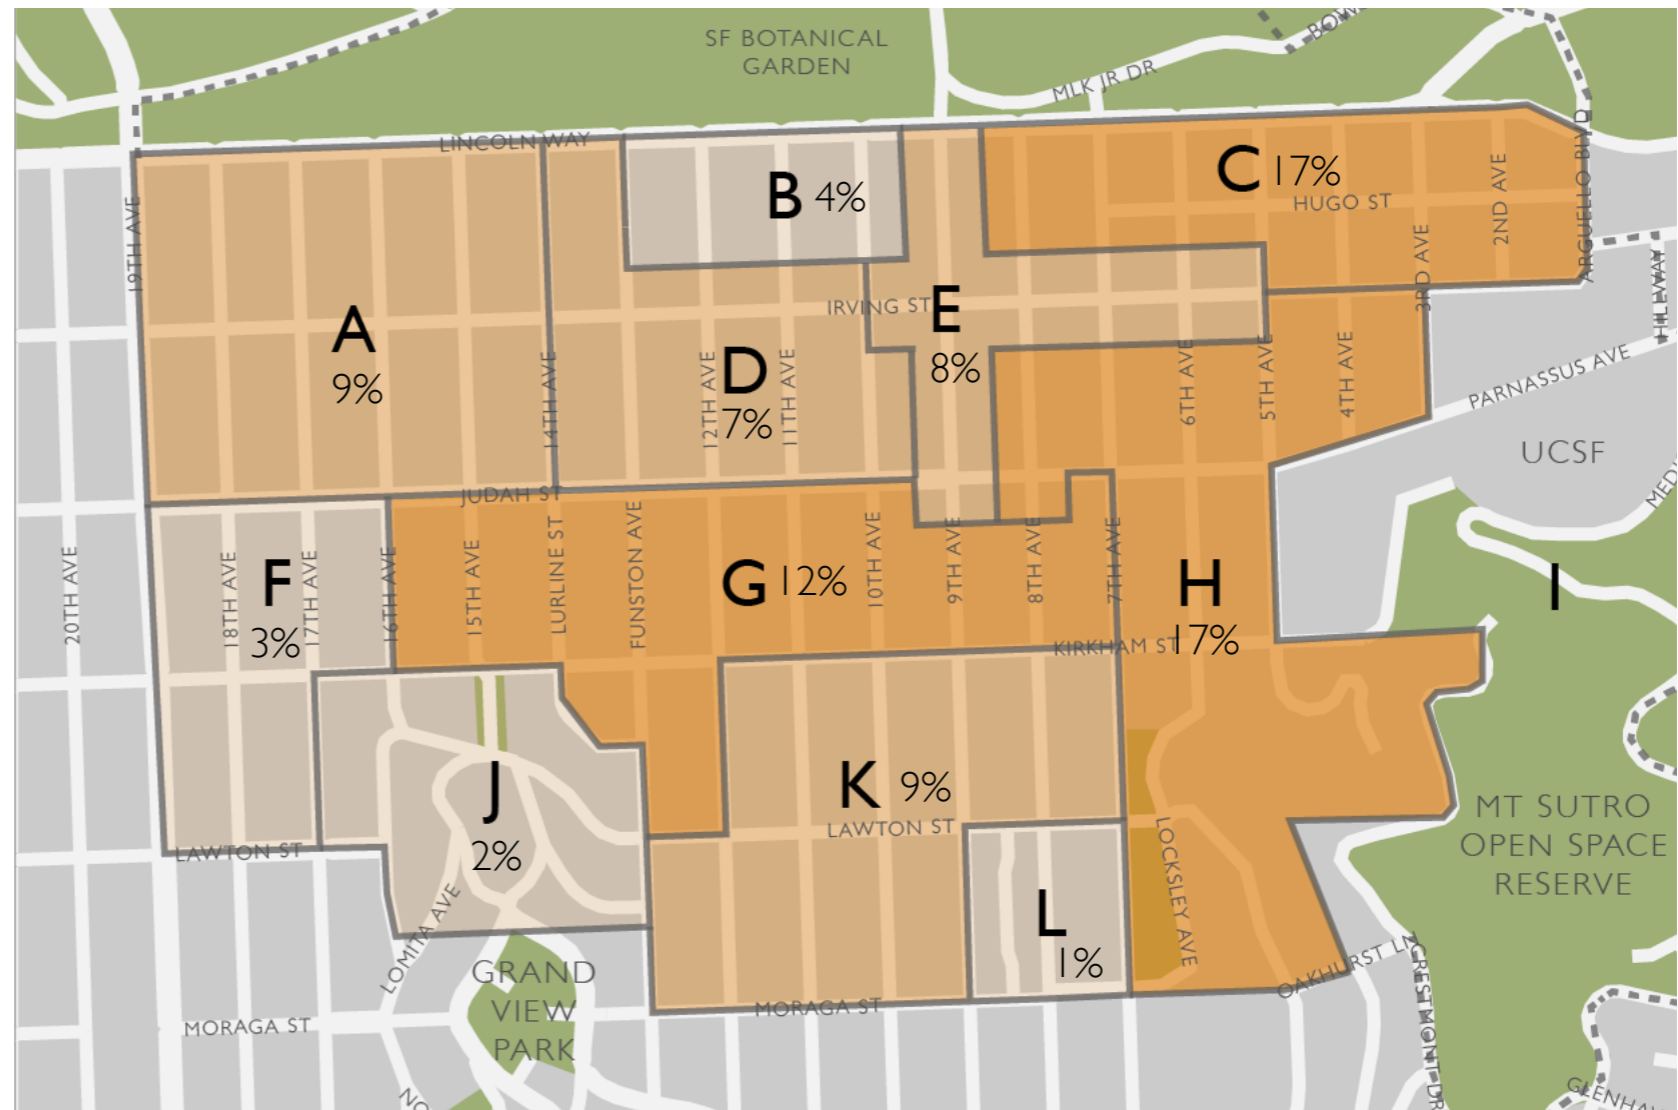 SF BOTANICAL
GARDEN
MLK JR DR
LINCOLN WAY
ARGUELLO BLVD
B 4%
C 17%
HUGO ST
2ND AVE
19TH AVE
3RD AVE
HILLWAY
IRVING ST
E
8%
A
9%
D
7%
14TH AVE
12TH AVE
11TH AVE
6TH AVE
5TH AVE
4TH AVE
PARNASSUS AVE
UCSF
JUDAH ST
20TH AVE
18TH AVE
F
3%
17TH AVE
16TH AVE
15TH AVE
LURLINE ST
FUNSTON AVE
G 12%
10TH AVE
9TH AVE
8TH AVE
7TH AVE
H
17%
I
KIRKHAM ST
J
2%
K 9%
LAWTON ST
LAWTON ST
MT SUTRO
OPEN SPACE
RESERVE
LOCKSLEY AVE
L
1%
LOMITA AVE
GRAND
VIEW
PARK
OAKHURST LN
CRESTMONT DR
MORAGA ST
MORAGA ST